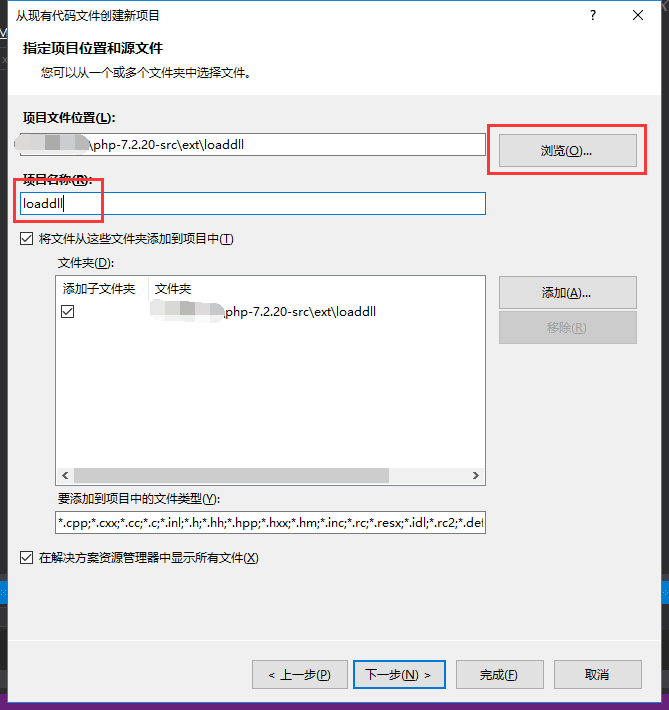 从现有代码文件创建新项目
指定项目位置和源文件
您可以从一个或多个文件夹中选择文件。
项目文件位置(L):
\php-7.2.20-src\ext\loaddll
浏览(O)...
项目名称(R):
loaddll
将文件从这些文件夹添加到项目中(T)
文件夹(D):
添加子文件夹 文件夹
php-7.2.20-src\ext\loaddll
添加(A)...
移除(R)
要添加到项目中的文件类型(Y):
*.cpp;*.cxx;*.cc;*.c;*.inl;*.h;*.hh;*.hpp;*.hxx;*.hm;*.inc;*.rc;*.resx;*.idl;*.rc2;*.def
在解决方案资源管理器中显示所有文件(X)
< 上一步(P)
下一步(N) >
完成(F)
取消